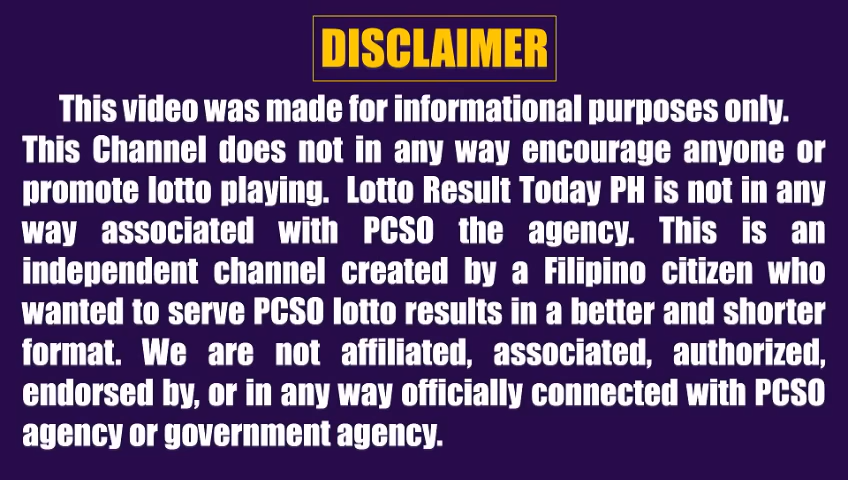 DISCLAIMER
This video was made for informational purposes only.
This Channel does not in any way encourage anyone or
promote lotto playing. Lotto Result Today PH is not in any
way associated with PCSO the agency. This is an
independent channel created by a Filipino citizen who
wanted to serve PCSO lotto results in a better and shorter
format. We are not affiliated, associated, authorized,
endorsed by, or in any way officially connected with PCSO
agency or government agency.